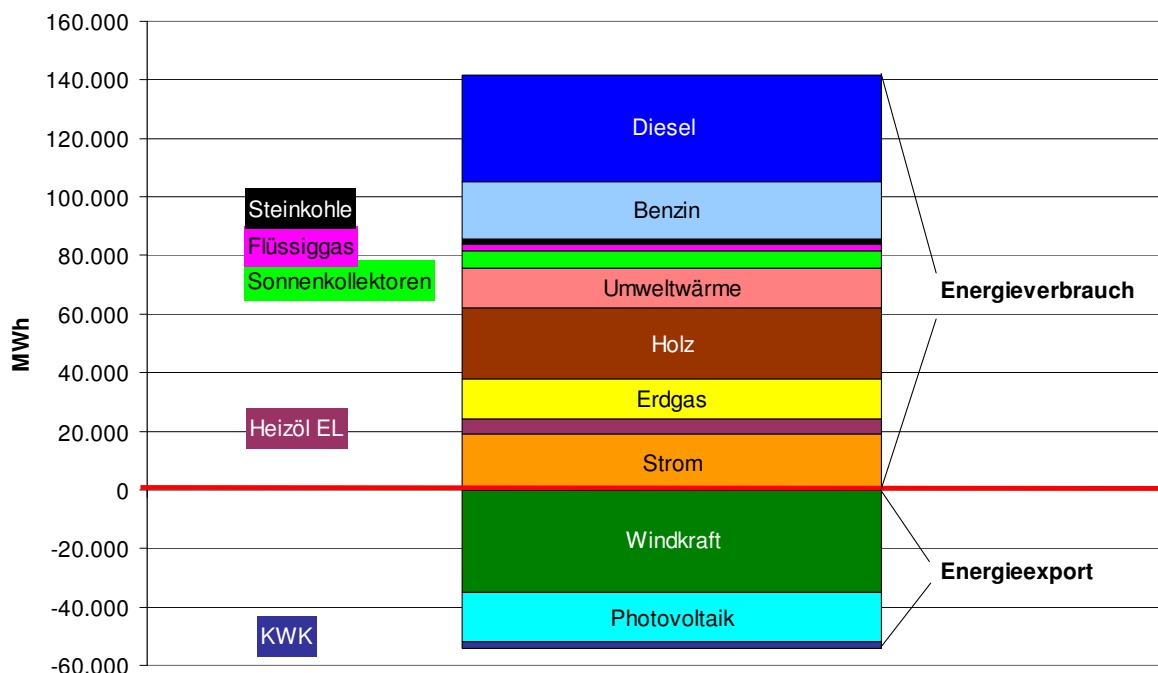 160.000
140.000
120.000
100.000
80.000
60.000
40.000
20.000
0
-20.000
-40.000
-60.000
MWh
Steinkohle
Flüssiggas
Sonnenkollektoren
Heizöl EL
KWK
Diesel
Benzin
Umweltwärme
Holz
Erdgas
Strom
Windkraft
Photovoltaik
Energieverbrauch
Energieexport